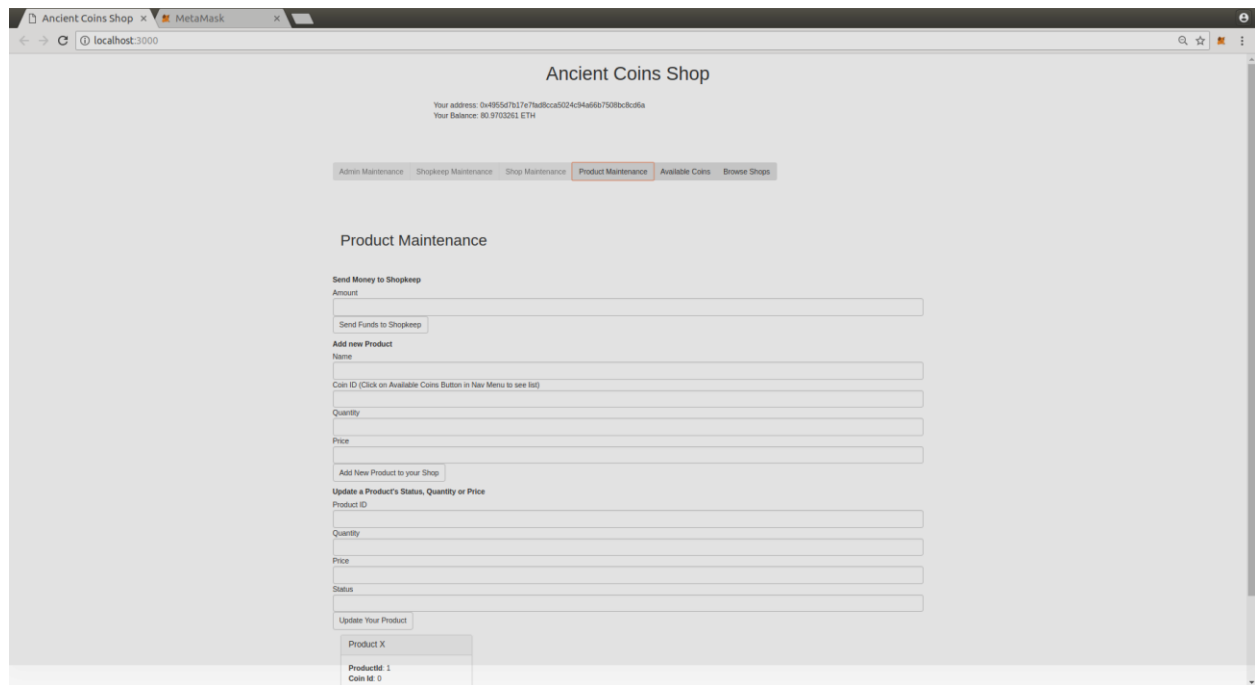 Ancient Coins Shop
MetaMask
localhost:3000
Ancient Coins Shop
Your address: 0x4955d7b17e7fad8cca5024c94a66b7508bc8cd6a
Your Balance: 80.9703261 ETH
Admin Maintenance Shopkeep Maintenance Shop Maintenance Product Maintenance Available Coins Browse Shops
Product Maintenance
Send Money to Shopkeep
Amount
Send Funds to Shopkeep
Add new Product
Name
Coin ID (Click on Available Coins Button in Nav Menu to see list)
Quantity
Price
Add New Product to your Shop
Update a Product's Status, Quantity or Price
Product ID
Quantity
Price
Status
Update Your Product
Product X
ProductId: 1
Coin Id: 0